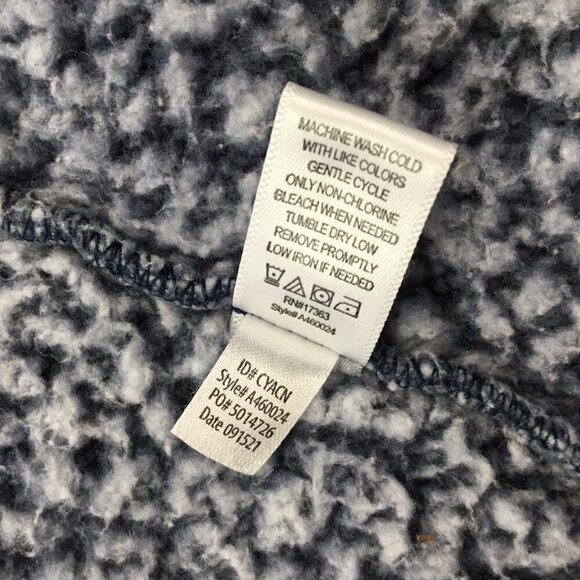 MACHINE WASH COLD
WITH LIKE COLORS
GENTLE CYCLE
ONLY NON-CHLORINE
BLEACH WHEN NEEDED
TUMBLE DRY LOW
REMOVE PROMPTLY
LOW IRON IF NEEDED
RN#17363
Style# A460024
ID# CYACN
Style# A460024
PO# 5014726
Date 091521